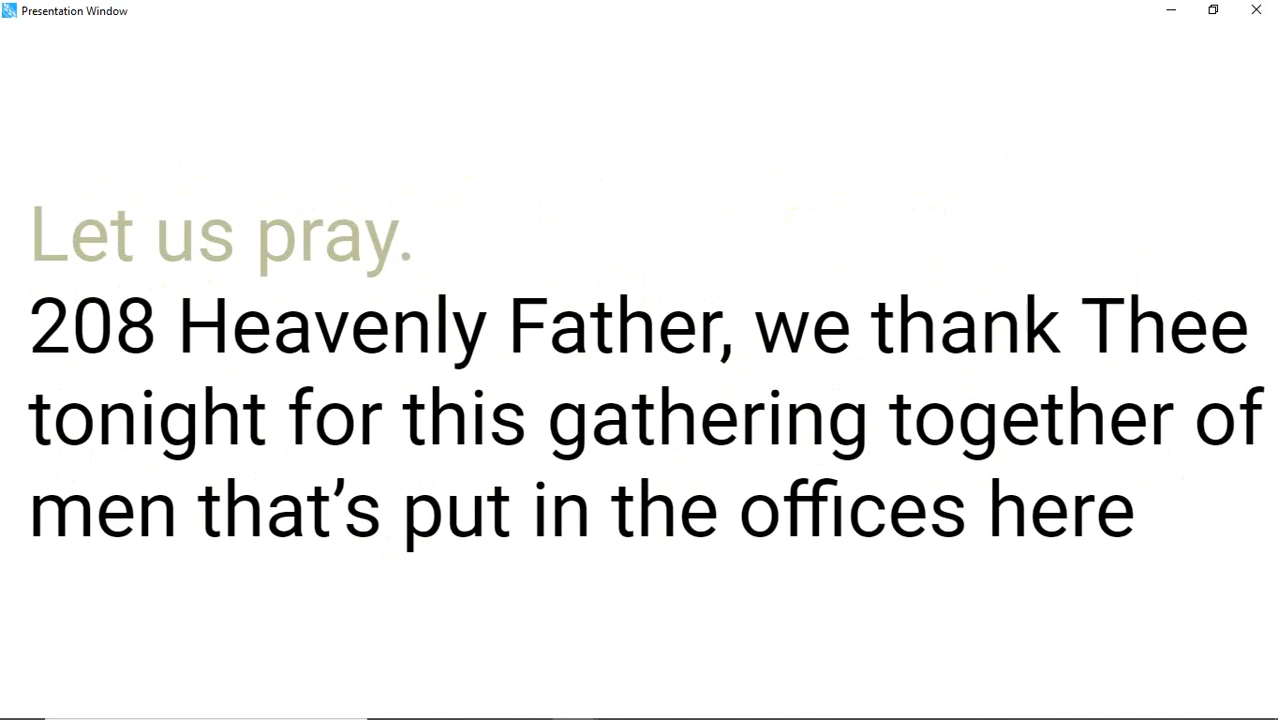 Presentation Window
Let us pray.
208 Heavenly Father, we thank Thee
tonight for this gathering together of
men that’s put in the offices here